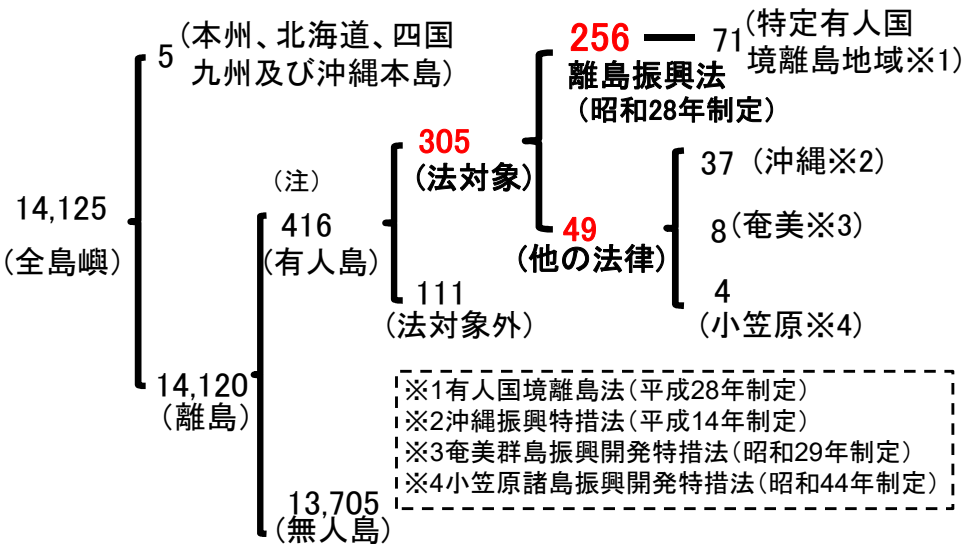 14,125
(全島嶼)
5
(本州、北海道、四国
九州及び沖縄本島)
14,120
(離島)
(注)
416
(有人島)
13,705
(無人島)
305
(法対象)
111
(法対象外)
256
離島振興法
(昭和28年制定)
71
(特定有人国
境離島地域※1)
49
(他の法律)
37(沖縄※2)
8(奄美※3)
4
(小笠原※4)
※1有人国境離島法(平成28年制定)
※2沖縄振興特措法(平成14年制定)
※3奄美群島振興開発特措法(昭和29年制定)
※4小笠原諸島振興開発特措法(昭和44年制定)